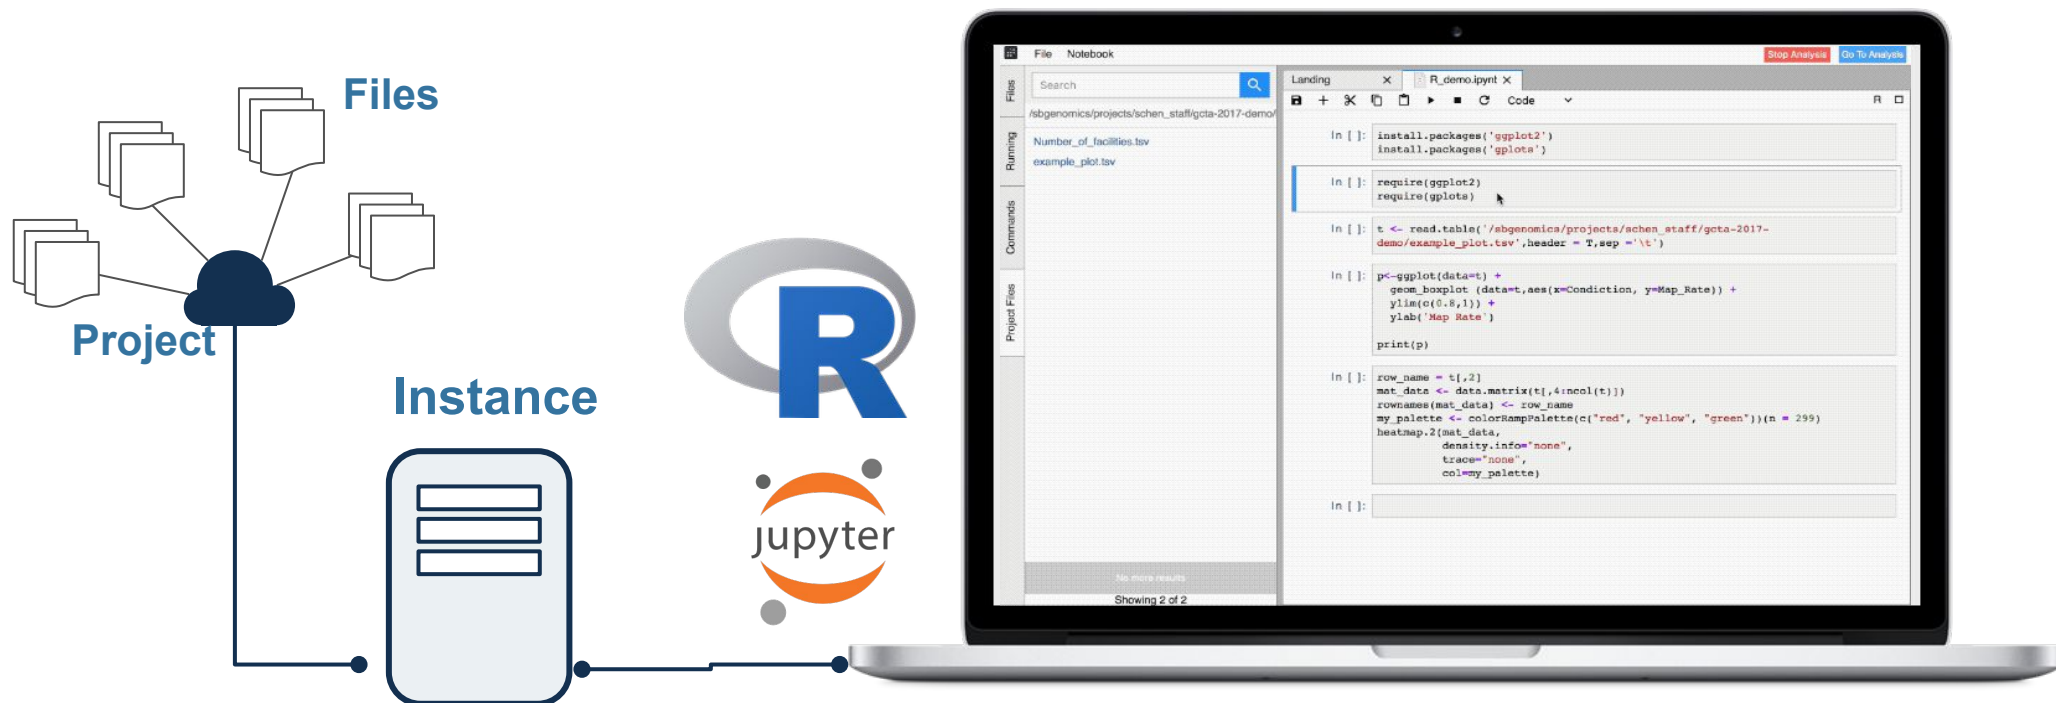 Files
Project
Instance
R
jupyter
File Notebook
Stop Analysis Go To Analysis
Files
Running
Commands
Project Files
Search
/sbgenomics/projects/schen_staff/gcta-2017-demo/
Number_of_facilities.tsv
example_plot.tsv
No more results
Showing 2 of 2
Landing × R_demo.ipynt ×
Code
R
In [ ]: install.packages('ggplot2')
install.packages('gplots')
In [ ]: require(ggplot2)
require(gplots)
In [ ]: t <- read.table('/sbgenomics/projects/schen_staff/gcta-2017-
demo/example_plot.tsv',header = T,sep ='\t')
In [ ]: p<-ggplot(data=t) +
geom_boxplot (data=t,aes(x=Condiction, y=Map_Rate)) +
ylim(c(0.8,1)) +
ylab('Map Rate')
print(p)
In [ ]: row_name = t[,2]
mat_data <- data.matrix(t[,4:ncol(t)])
rownames(mat_data) <- row_name
my_palette <- colorRampPalette(c("red", "yellow", "green"))(n = 299)
heatmap.2(mat_data,
density.info="none",
trace="none",
col=my_palette)
In [ ]: